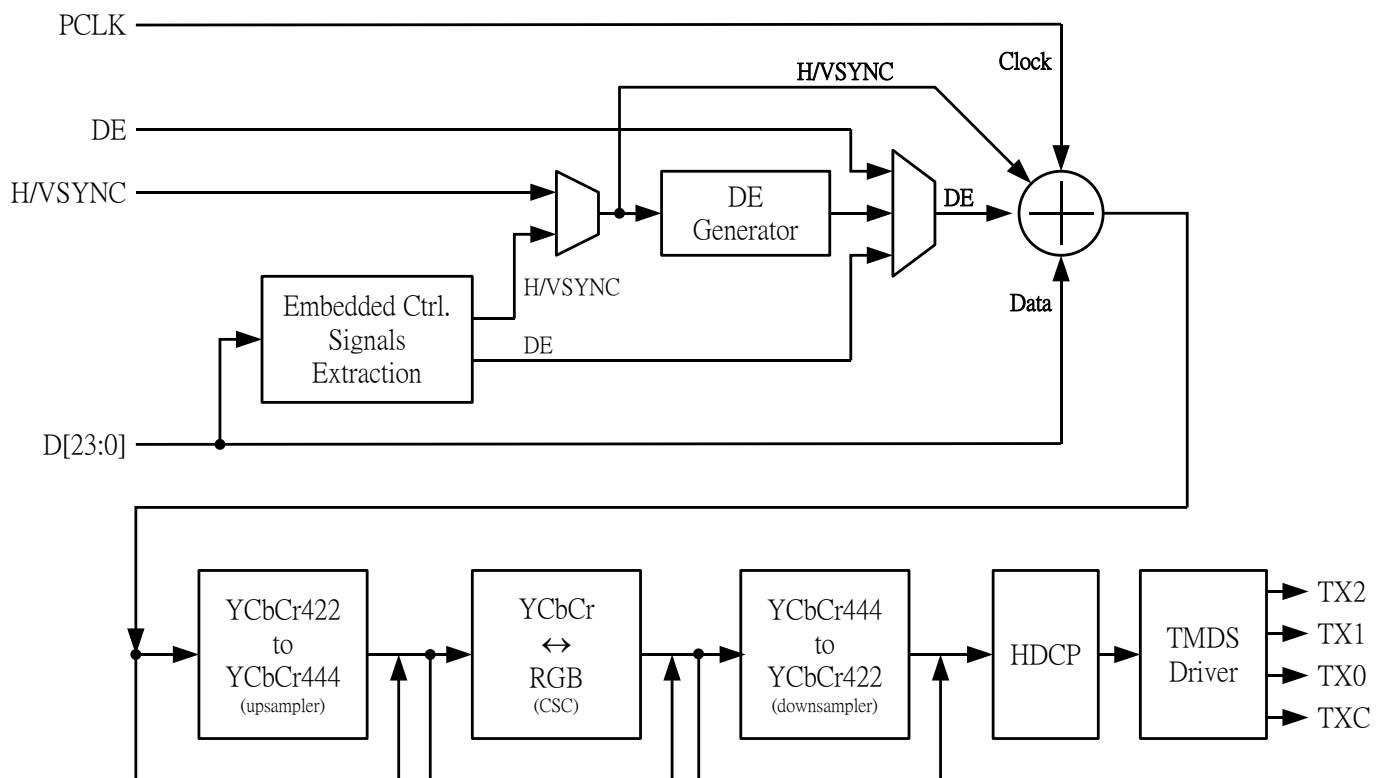 PCLK
Clock
H/VSYNC
DE
H/VSYNC
DE
Generator
DE
H/VSYNC
Embedded Ctrl.
Signals
Extraction
DE
Data
D[23:0]
YCbCr422
to
YCbCr444
(upsampler)
YCbCr
↔
RGB
(CSC)
YCbCr444
to
YCbCr422
(downsampler)
HDCP
TMDS
Driver
TX2
TX1
TX0
TXC